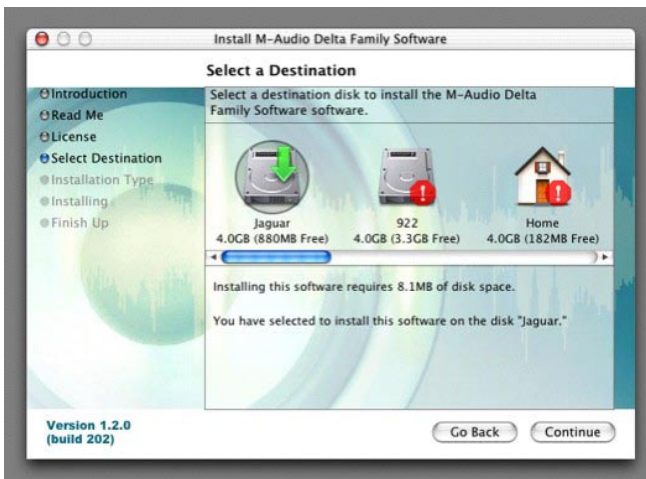 Install M-Audio Delta Family Software
Select a Destination
Introduction
Read Me
License
Select Destination
Installation Type
Installing
Finish Up
Select a destination disk to install the M-Audio Delta
Family Software software.
Jaguar
4.0GB (880MB Free)
922
4.0GB (3.3GB Free)
Home
4.0GB (182MB Free)
Installing this software requires 8.1MB of disk space.
You have selected to install this software on the disk "Jaguar."
Version 1.2.0
(build 202)
Go Back
Continue